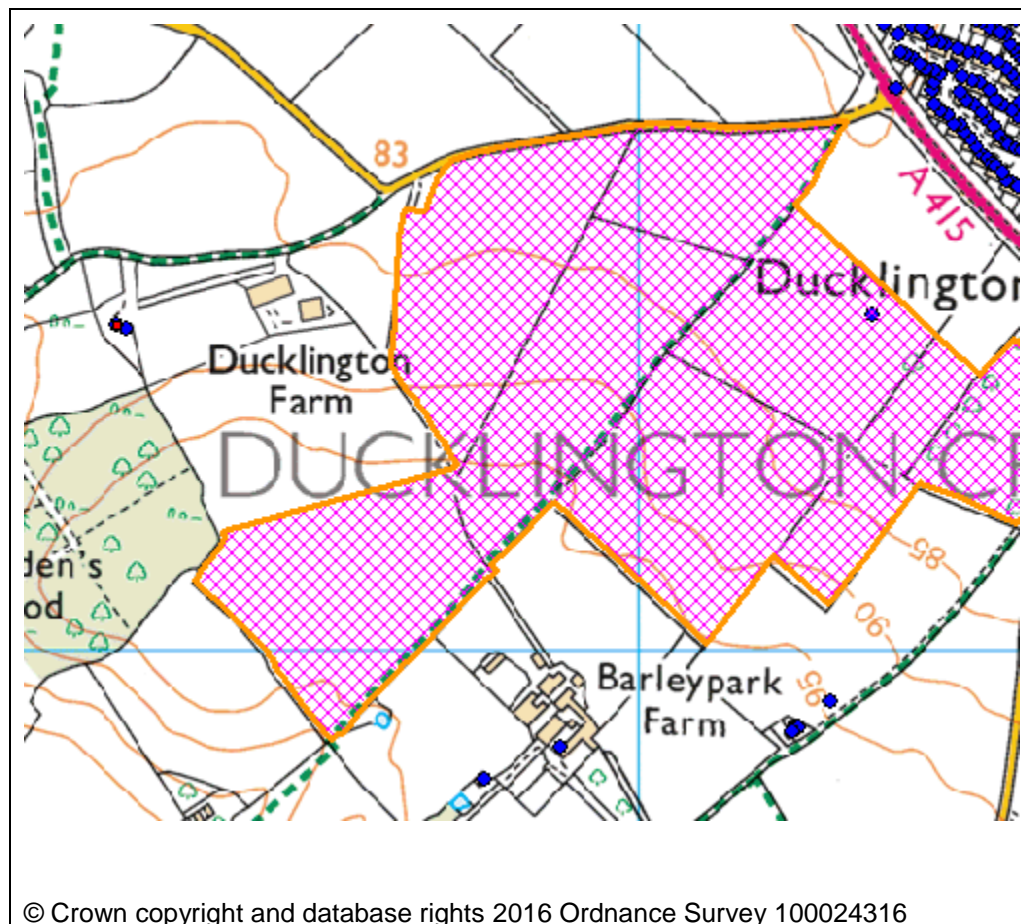 83
A415
Ducklington
Ducklington
Farm
DUCKLINGTON
den's
od
85
90
95
Barleypark
Farm
© Crown copyright and database rights 2016 Ordnance Survey 100024316